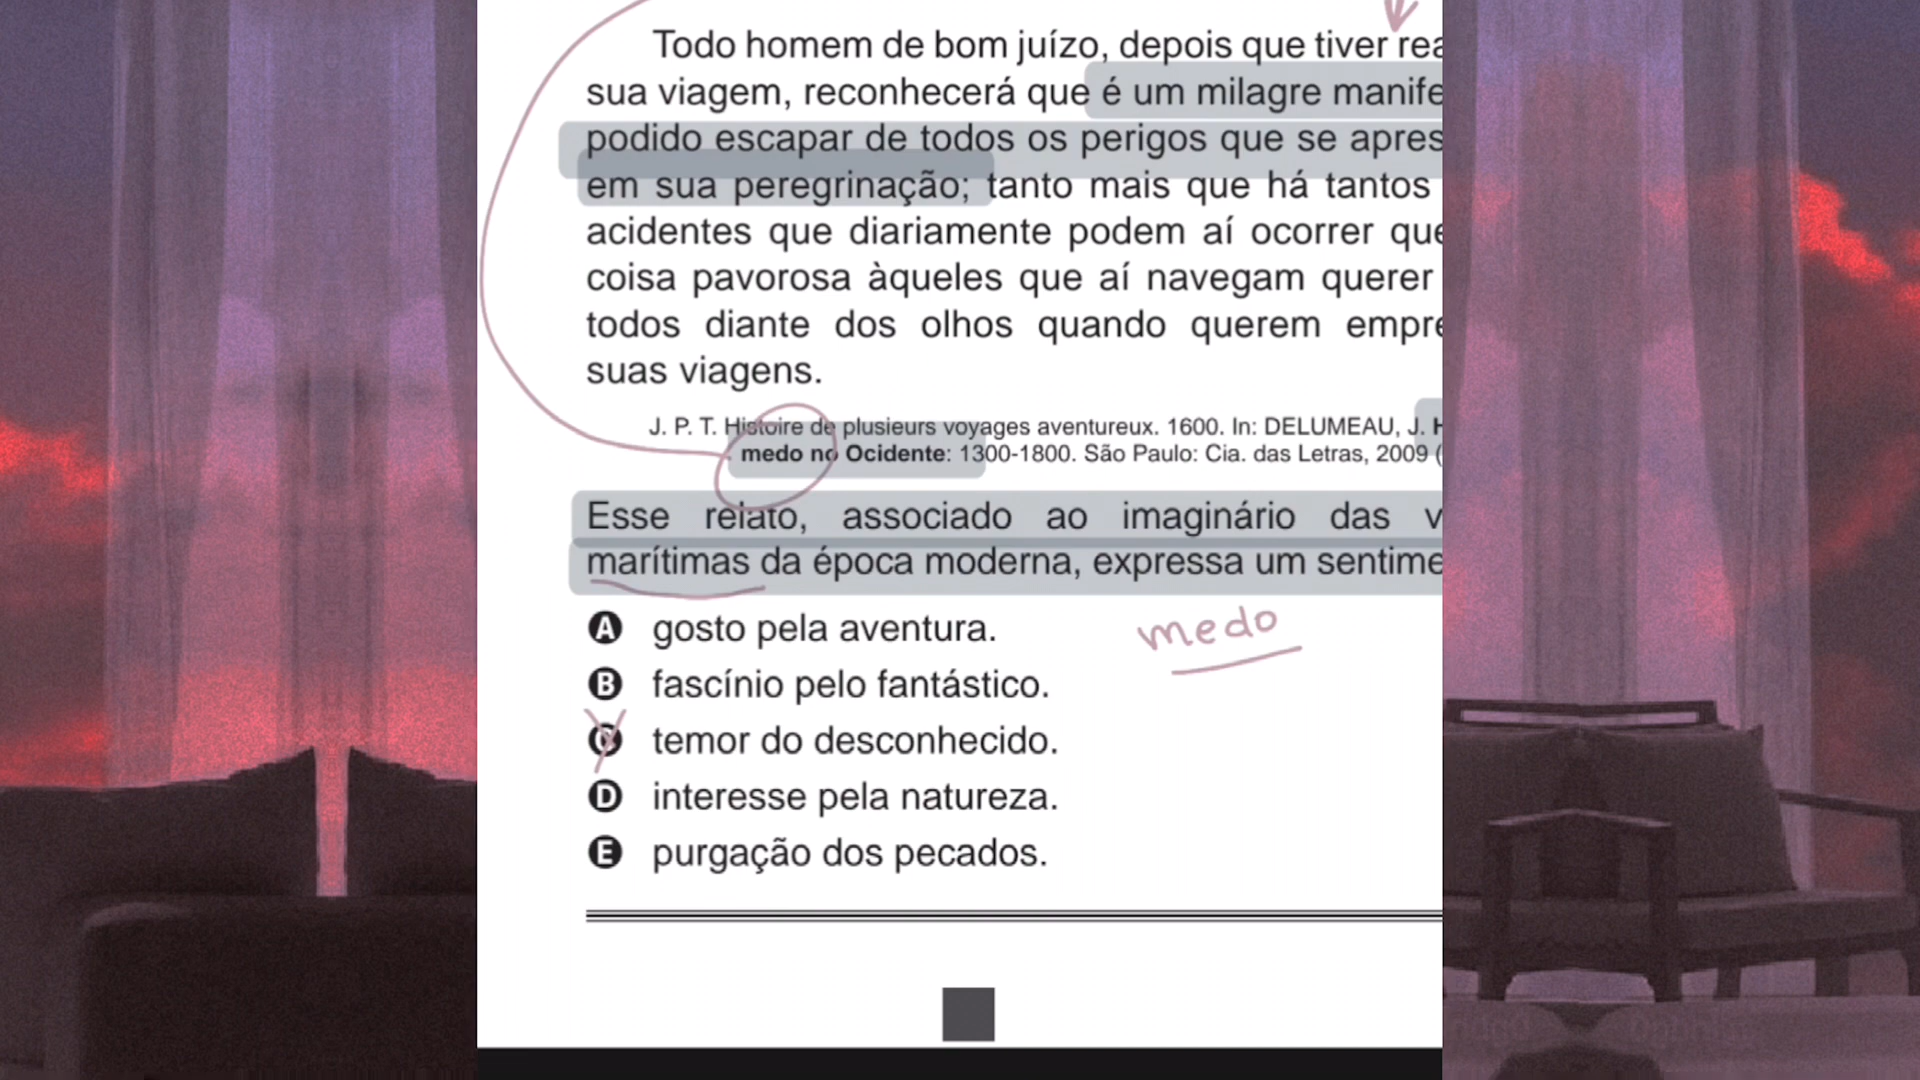 Todo homem de bom juízo, depois que tiver rea
sua viagem, reconhecerá que é um milagre manife
podido escapar de todos os perigos que se apres
em sua peregrinação; tanto mais que há tantos
acidentes que diariamente podem aí ocorrer que
coisa pavorosa àqueles que aí navegam querer
todos diante dos olhos quando querem empre
suas viagens.
J. P. T. Histoire de plusieurs voyages aventureux. 1600. In: DELUMEAU, J. H
medo no Ocidente: 1300-1800. São Paulo: Cia. das Letras, 2009 (
Esse relato, associado ao imaginário das v
marítimas da época moderna, expressa um sentime
A gosto pela aventura.
medo
B fascínio pelo fantástico.
C temor do desconhecido.
D interesse pela natureza.
E purgação dos pecados.